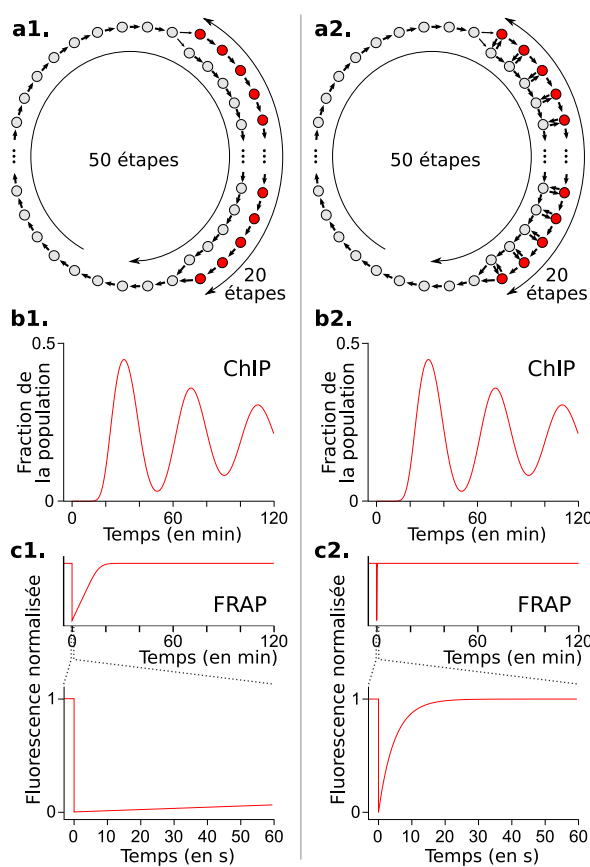 a1.
50 étapes
20
étapes
a2.
50 étapes
20
étapes
b1.
0.5
ChIP
Fraction de
la population
0
0 60 120
Temps (en min)
b2.
0.5
ChIP
Fraction de
la population
0
0 60 120
Temps (en min)
c1.
FRAP
0 60 120
Temps (en min)
Fluorescence normalisée
1
0
0 10 20 30 40 50 60
Temps (en s)
c2.
FRAP
0 60 120
Temps (en min)
Fluorescence normalisée
1
0
0 10 20 30 40 50 60
Temps (en s)